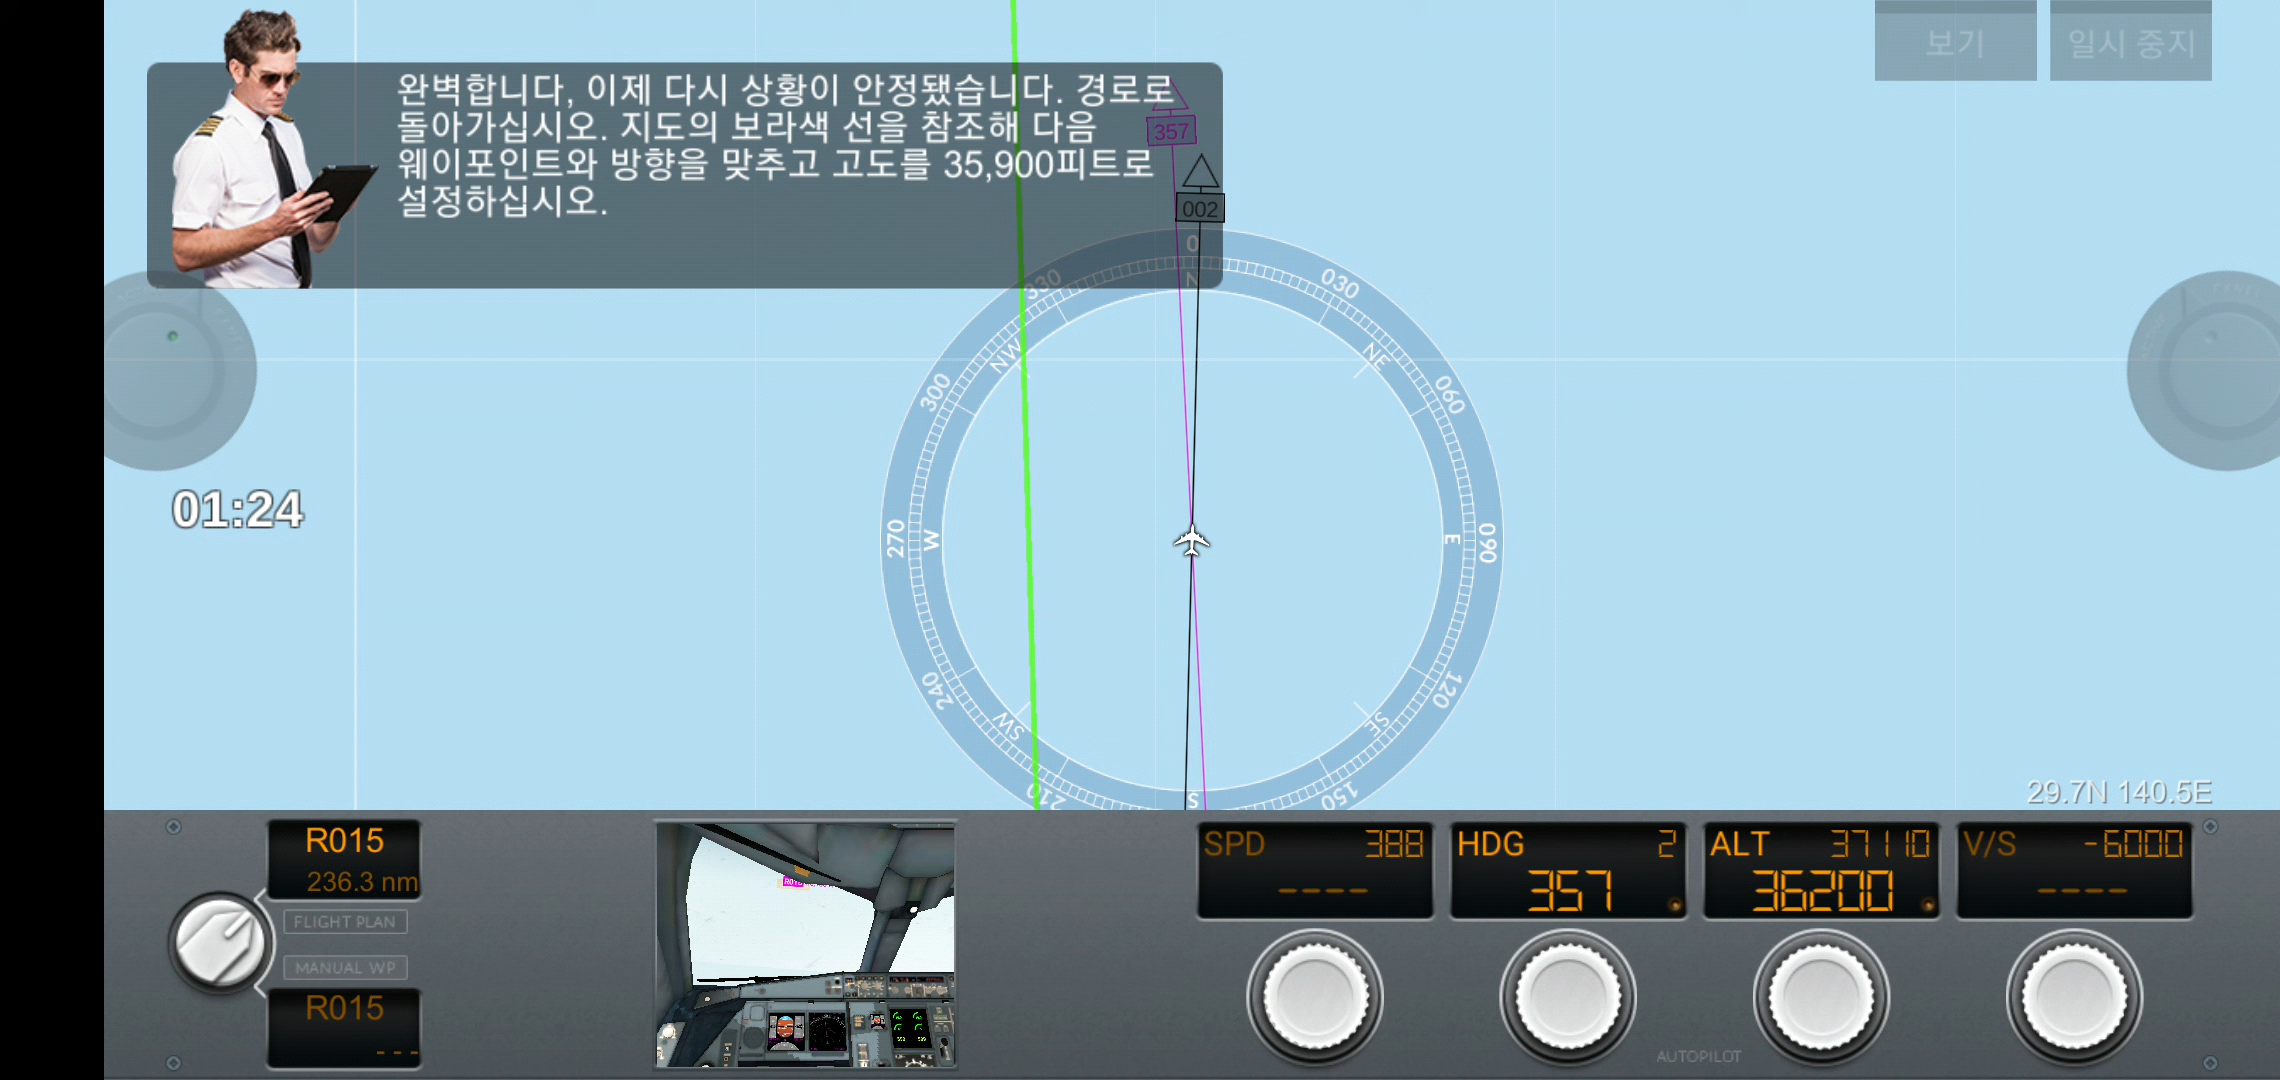 보기
일시 중지
완벽합니다, 이제 다시 상황이 안정됐습니다. 경로로
돌아가십시오. 지도의 보라색 선을 참조해 다음
웨이포인트와 방향을 맞추고 고도를 35,900피트로
설정하십시오.
357
002
0
N
330
030
NW
NE
300
060
01:24
270
W
E
090
240
120
SW
SE
210
S
150
29.7N 140.5E
R015
236.3 nm
FLIGHT PLAN
MANUAL WP
R015
---
SPD 388
----
HDG 2
357
ALT 37110
36200
V/S -6000
----
AUTOPILOT